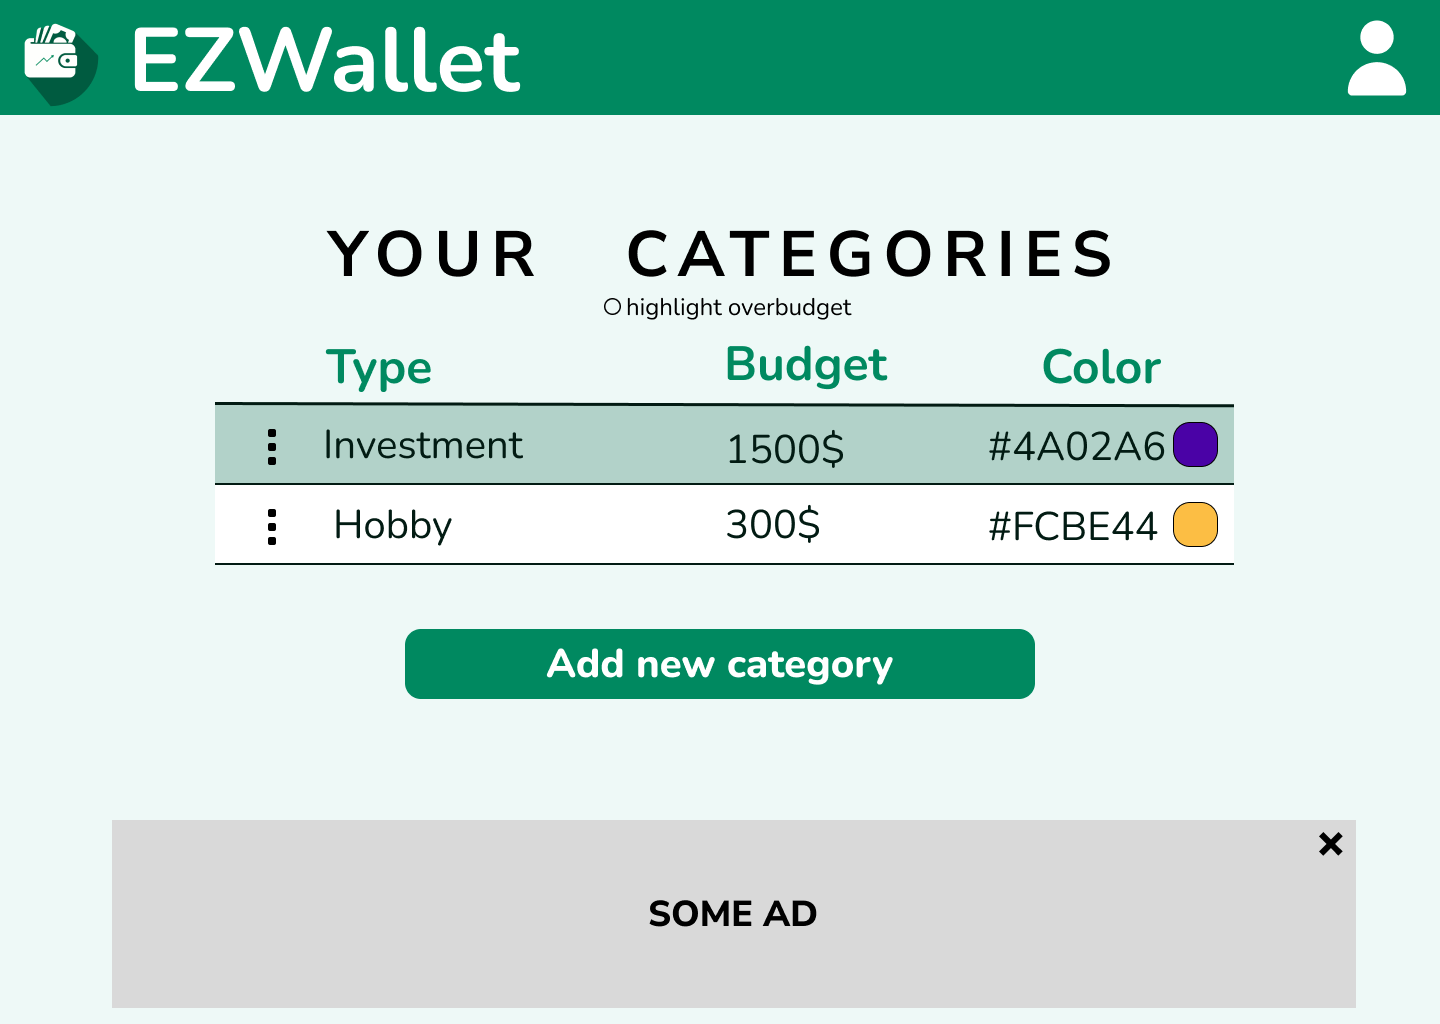 EZWallet
YOUR CATEGORIES
highlight overbudget
Type Budget Color
Investment 1500$ #4A02A6
Hobby 300$ #FCBE44
Add new category
SOME AD